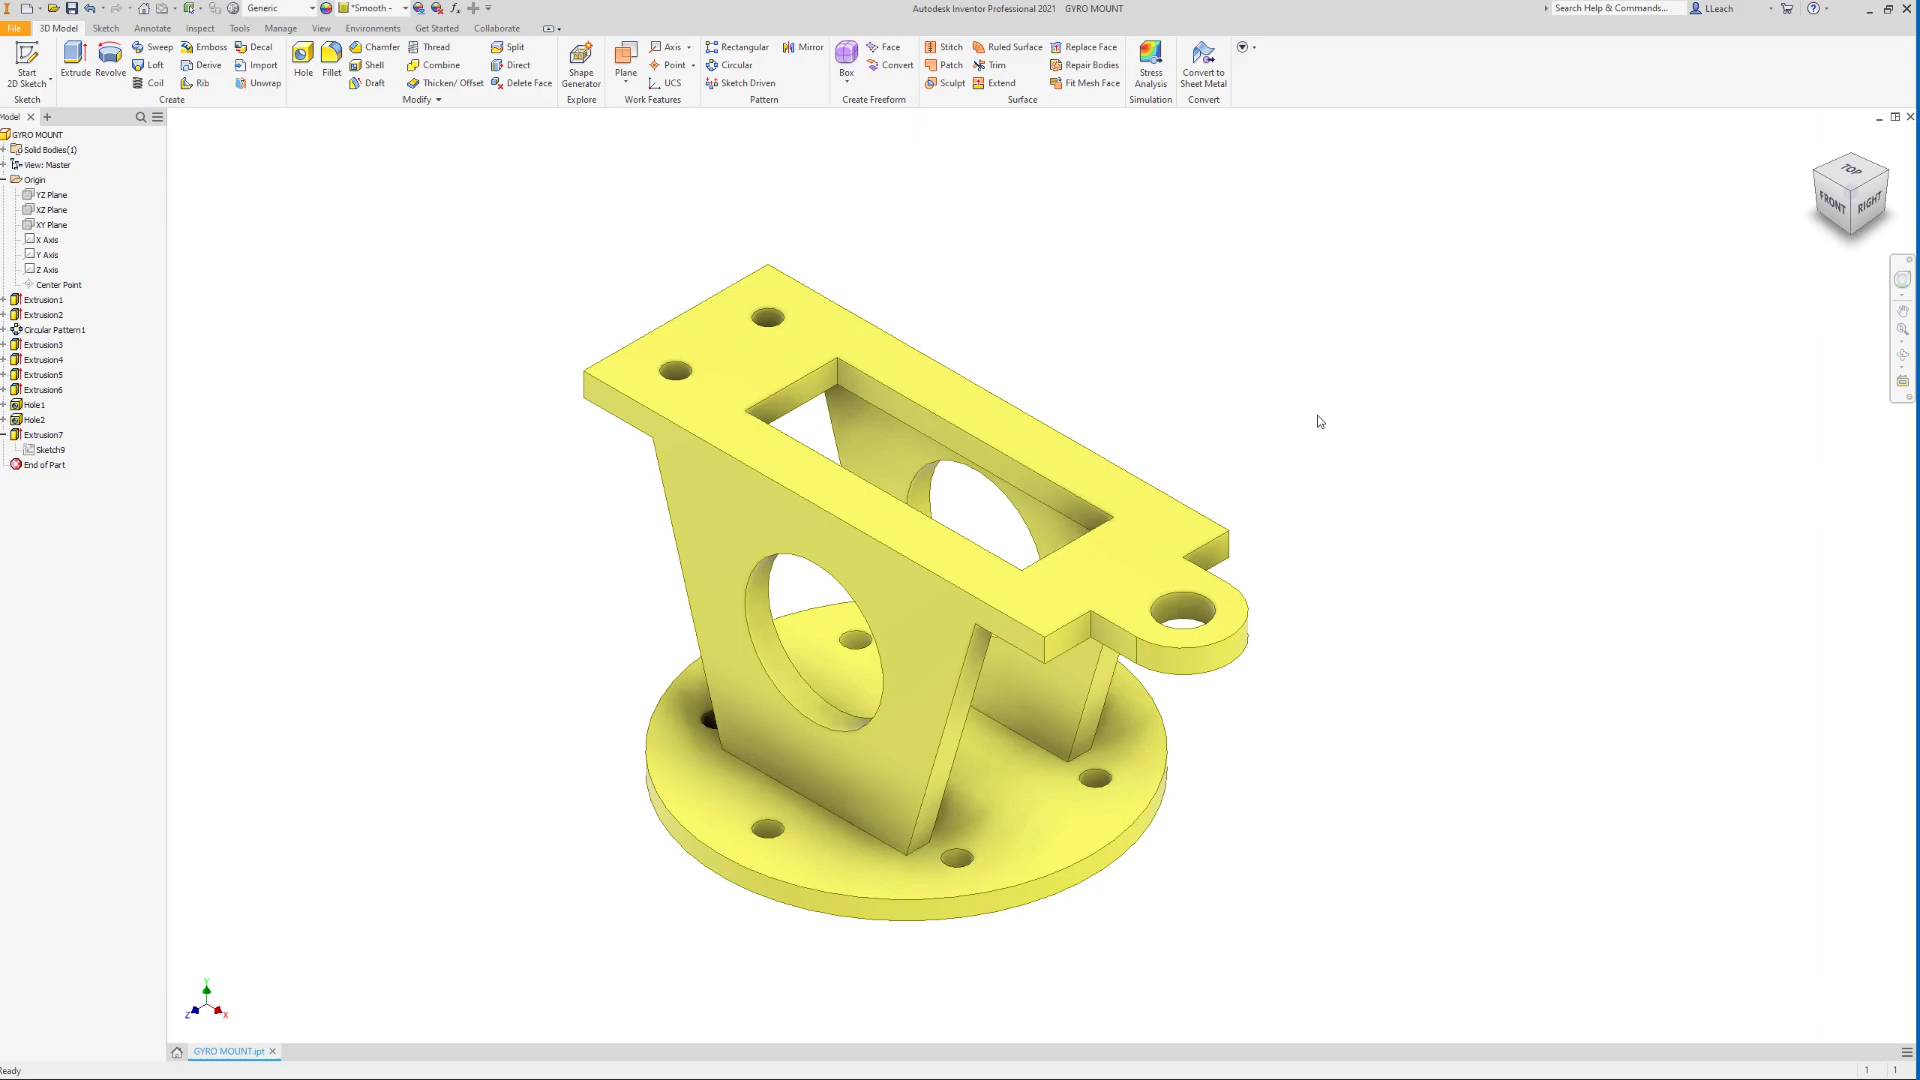 Generic
*Smooth -
fx
Autodesk Inventor Professional 2021 GYRO MOUNT
Search Help & Commands...
LLeach
File
3D Model
Sketch
Annotate
Inspect
Tools
Manage
View
Environments
Get Started
Collaborate
Start
2D Sketch
Sketch
Extrude
Revolve
Sweep
Emboss
Decal
Loft
Derive
Import
Coil
Rib
Unwrap
Create
Hole
Fillet
Chamfer
Thread
Split
Shell
Combine
Direct
Draft
Thicken/ Offset
Delete Face
Modify
Shape
Generator
Explore
Plane
Axis
Point
UCS
Work Features
Rectangular
Mirror
Circular
Sketch Driven
Pattern
Box
Face
Convert
Create Freeform
Stitch
Ruled Surface
Replace Face
Patch
Trim
Repair Bodies
Sculpt
Extend
Fit Mesh Face
Surface
Stress
Analysis
Simulation
Convert to
Sheet Metal
Convert
Model
GYRO MOUNT
Solid Bodies(1)
View: Master
Origin
YZ Plane
XZ Plane
XY Plane
X Axis
Y Axis
Z Axis
Center Point
Extrusion1
Extrusion2
Circular Pattern1
Extrusion3
Extrusion4
Extrusion5
Extrusion6
Hole1
Hole2
Extrusion7
Sketch9
End of Part
TOP
FRONT
RIGHT
Y
Z
X
GYRO MOUNT.ipt
Ready
1
1